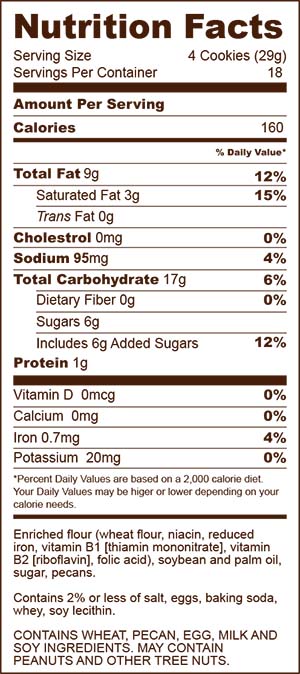 Nutrition Facts
Serving Size 4 Cookies (29g)
Servings Per Container 18
Amount Per Serving
Calories 160
% Daily Value*
Total Fat 9g 12%
Saturated Fat 3g 15%
Trans Fat 0g
Cholestrol 0mg 0%
Sodium 95mg 4%
Total Carbohydrate 17g 6%
Dietary Fiber 0g 0%
Sugars 6g
Includes 6g Added Sugars 12%
Protein 1g
Vitamin D 0mcg 0%
Calcium 0mg 0%
Iron 0.7mg 4%
Potassium 20mg 0%
*Percent Daily Values are based on a 2,000 calorie diet.
Your Daily Values may be higer or lower depending on your
calorie needs.
Enriched flour (wheat flour, niacin, reduced
iron, vitamin B1 [thiamin mononitrate], vitamin
B2 [riboflavin], folic acid), soybean and palm oil,
sugar, pecans.
Contains 2% or less of salt, eggs, baking soda,
whey, soy lecithin.
CONTAINS WHEAT, PECAN, EGG, MILK AND
SOY INGREDIENTS. MAY CONTAIN
PEANUTS AND OTHER TREE NUTS.